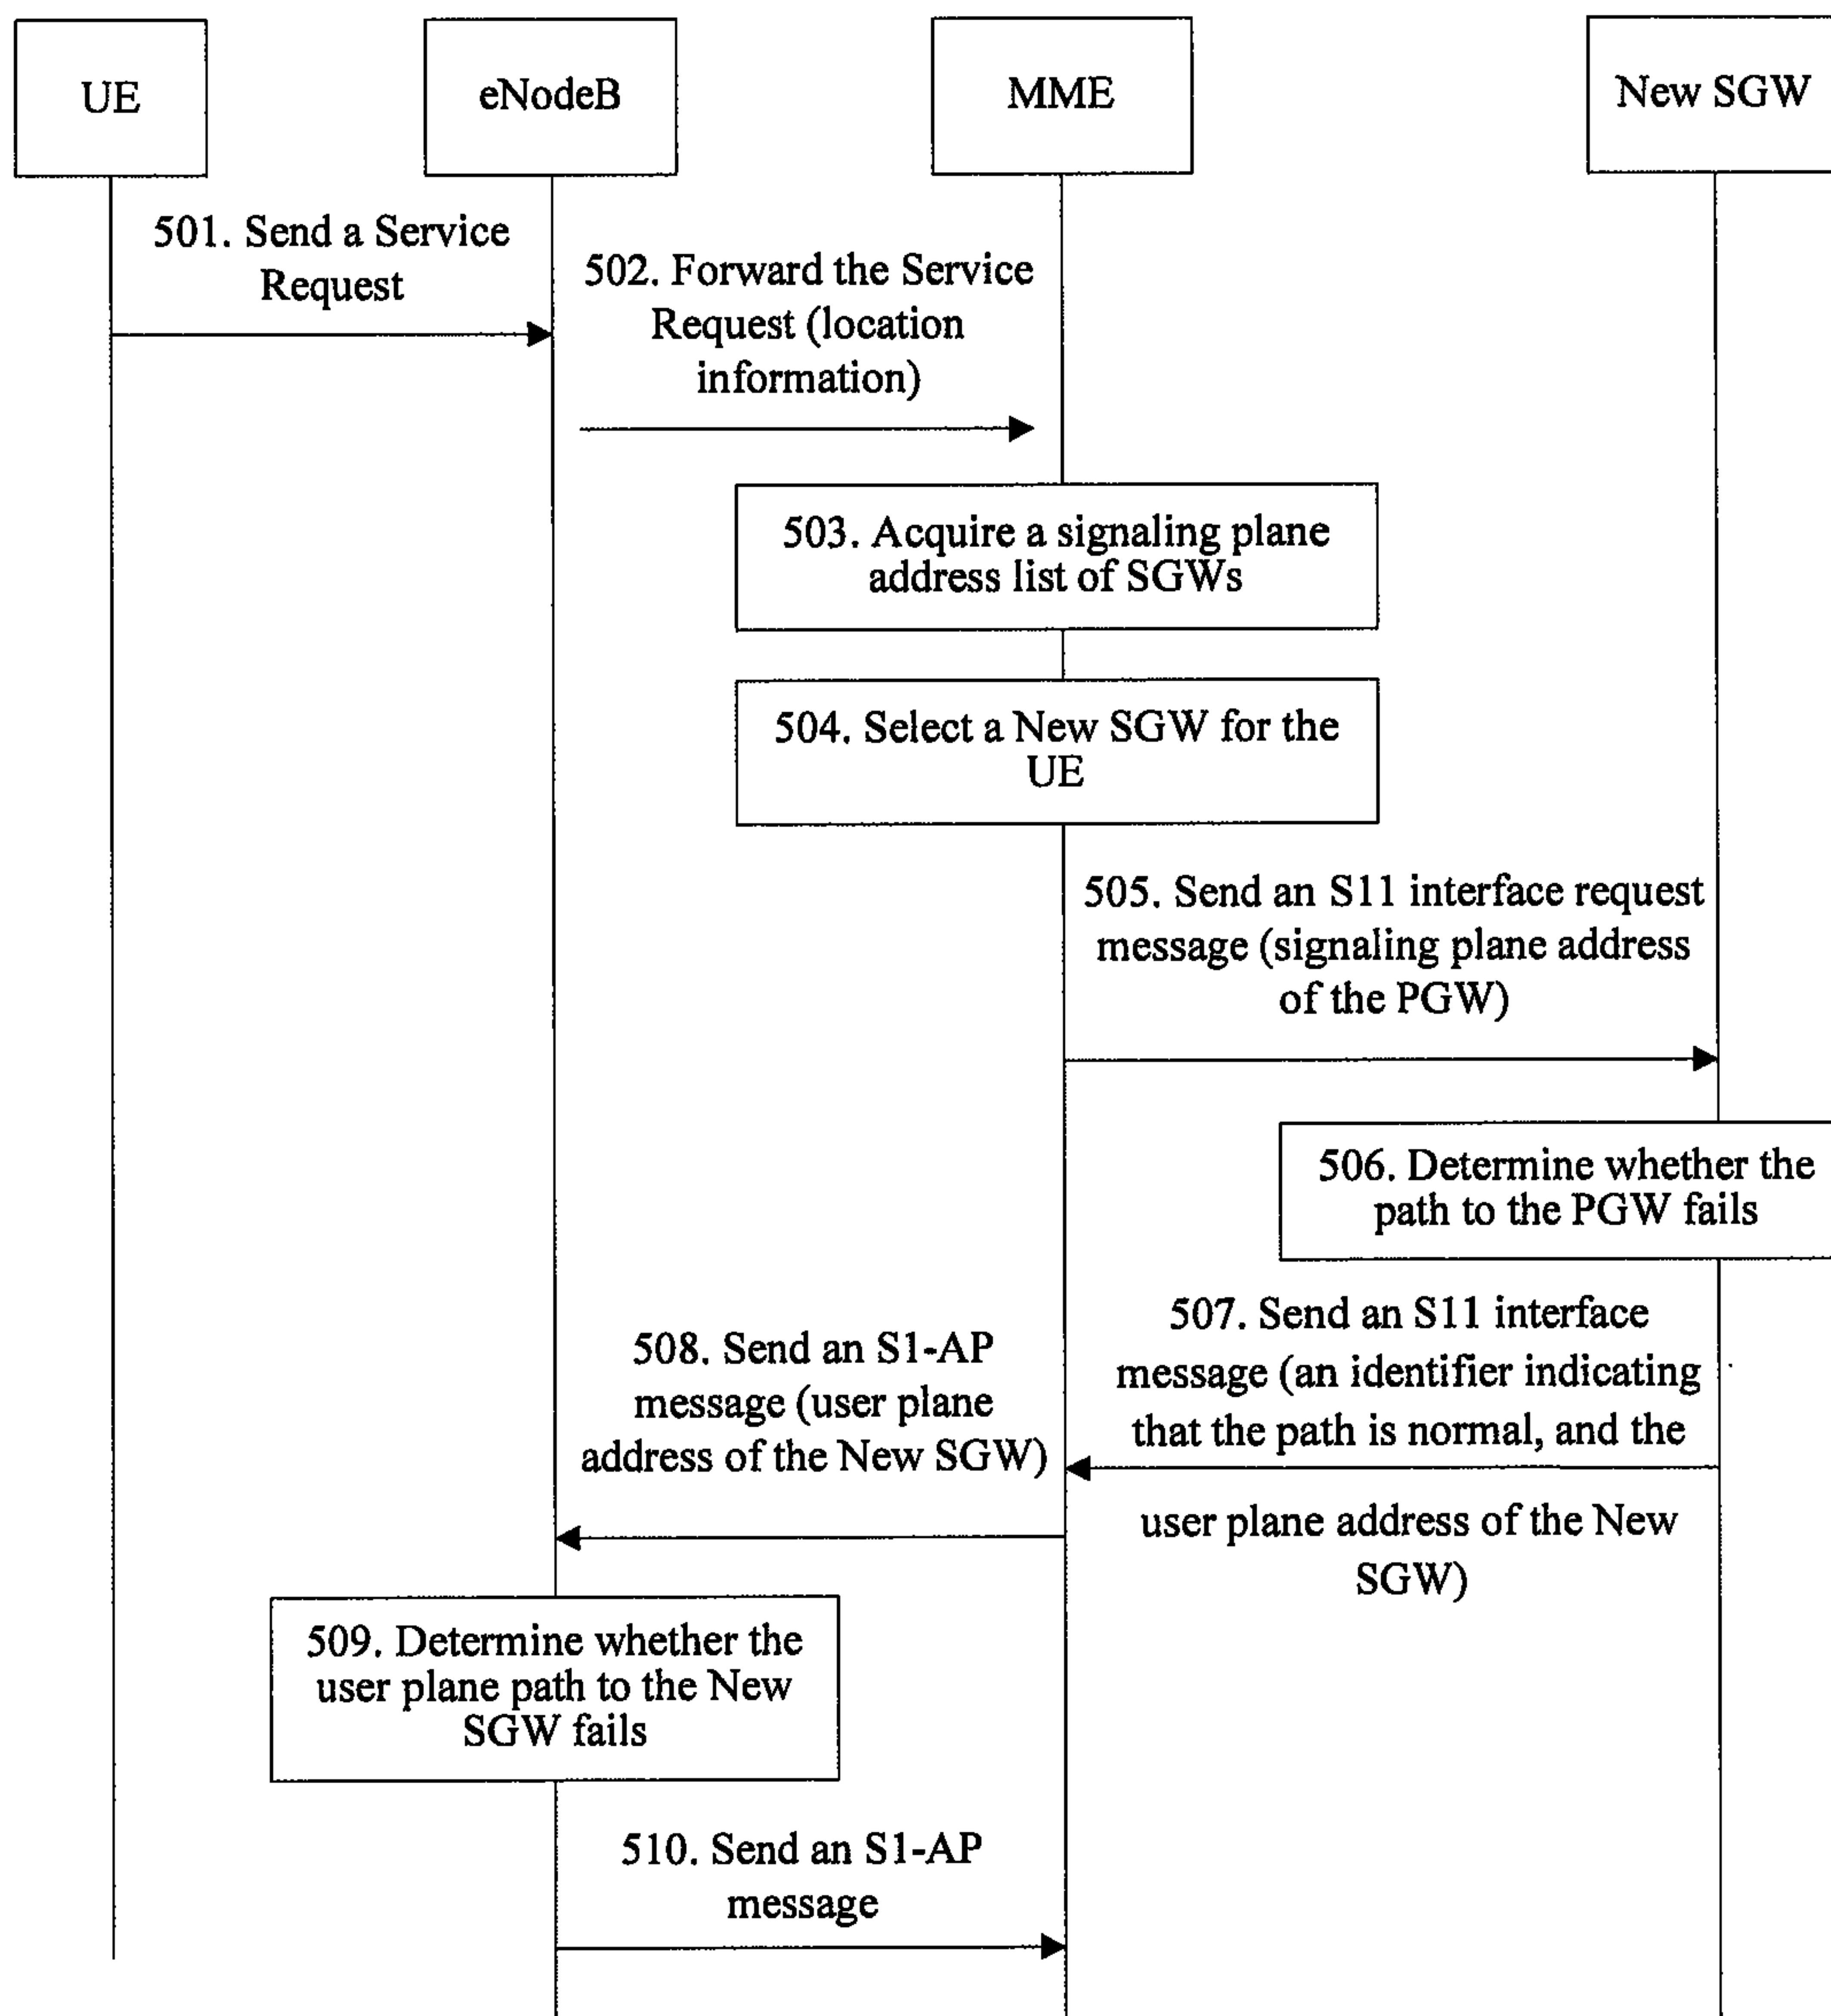 UE
eNodeB
MME
New SGW
501. Send a Service
Request
502. Forward the Service
Request (location
information)
503. Acquire a signaling plane
address list of SGWs
504. Select a New SGW for the
UE
505. Send an S11 interface request
message (signaling plane address
of the PGW)
506. Determine whether the
path to the PGW fails
507. Send an S11 interface
message (an identifier indicating
that the path is normal, and the
user plane address of the New
SGW)
508. Send an S1-AP
message (user plane
address of the New SGW)
509. Determine whether the
user plane path to the New
SGW fails
510. Send an S1-AP
message